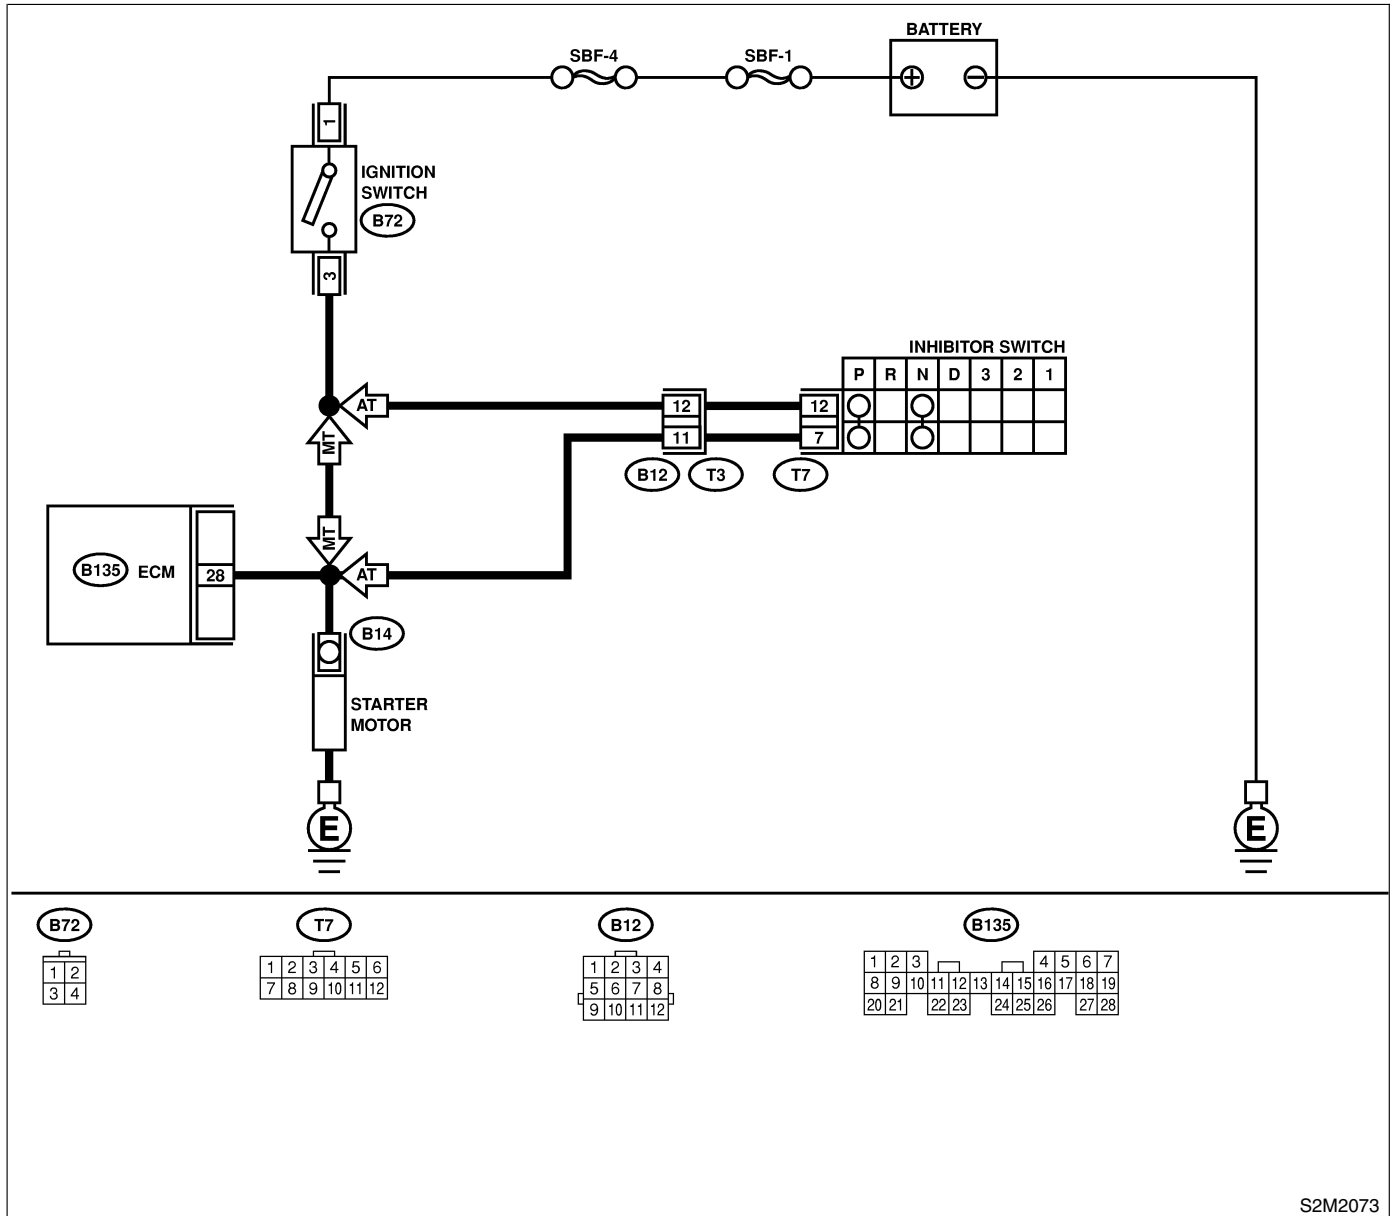 BATTERY
SBF-4 SBF-1
1
IGNITION
SWITCH
B72
3
INHIBITOR SWITCH
P R N D 3 2 1
AT 12 12
MT 11 7
B12 T3 T7
MT
B135 ECM 28 AT
B14
STARTER
MOTOR
E E
B72 T7 B12 B135
1 2
3 4
1 2 3 4 5 6
7 8 9 10 11 12
1 2 3 4
5 6 7 8
9 10 11 12
1 2 3 4 5 6 7
8 9 10 11 12 13 14 15 16 17 18 19
20 21 22 23 24 25 26 27 28
S2M2073